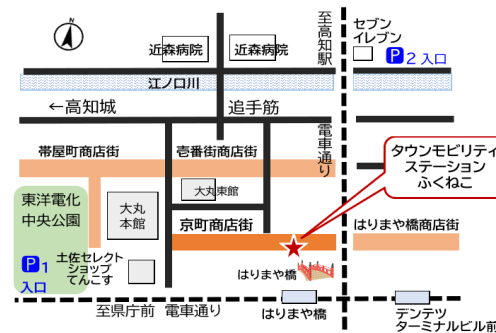 N
至高知駅
セブン
イレブン
近森病院
近森病院
P2 入口
江ノ口川
←高知城
追手筋
電車通り
タウンモビリティ
ステーション
ふくねこ
帯屋町商店街
壱番街商店街
大丸東館
東洋電化
中央公園
大丸
本館
京町商店街
はりまや橋商店街
土佐セレクト
ショップ
てんこす
P1
入口
はりまや橋
至県庁前 電車通り
はりまや橋
デンテツ
ターミナルビル前